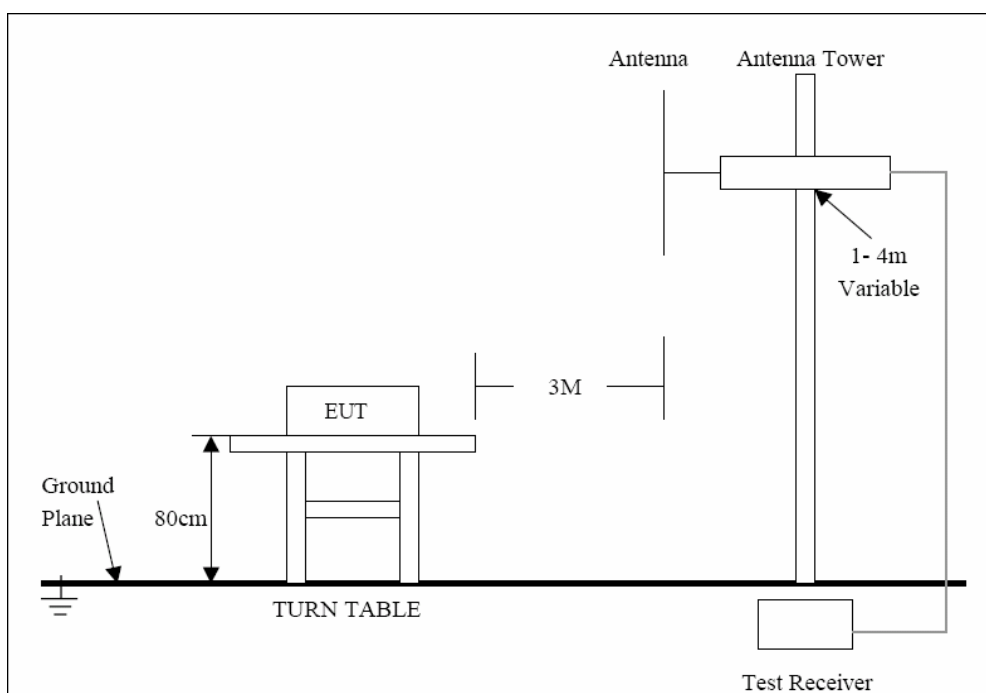 Antenna
Antenna Tower
1- 4m
Variable
3M
EUT
Ground
Plane
80cm
TURN TABLE
Test Receiver